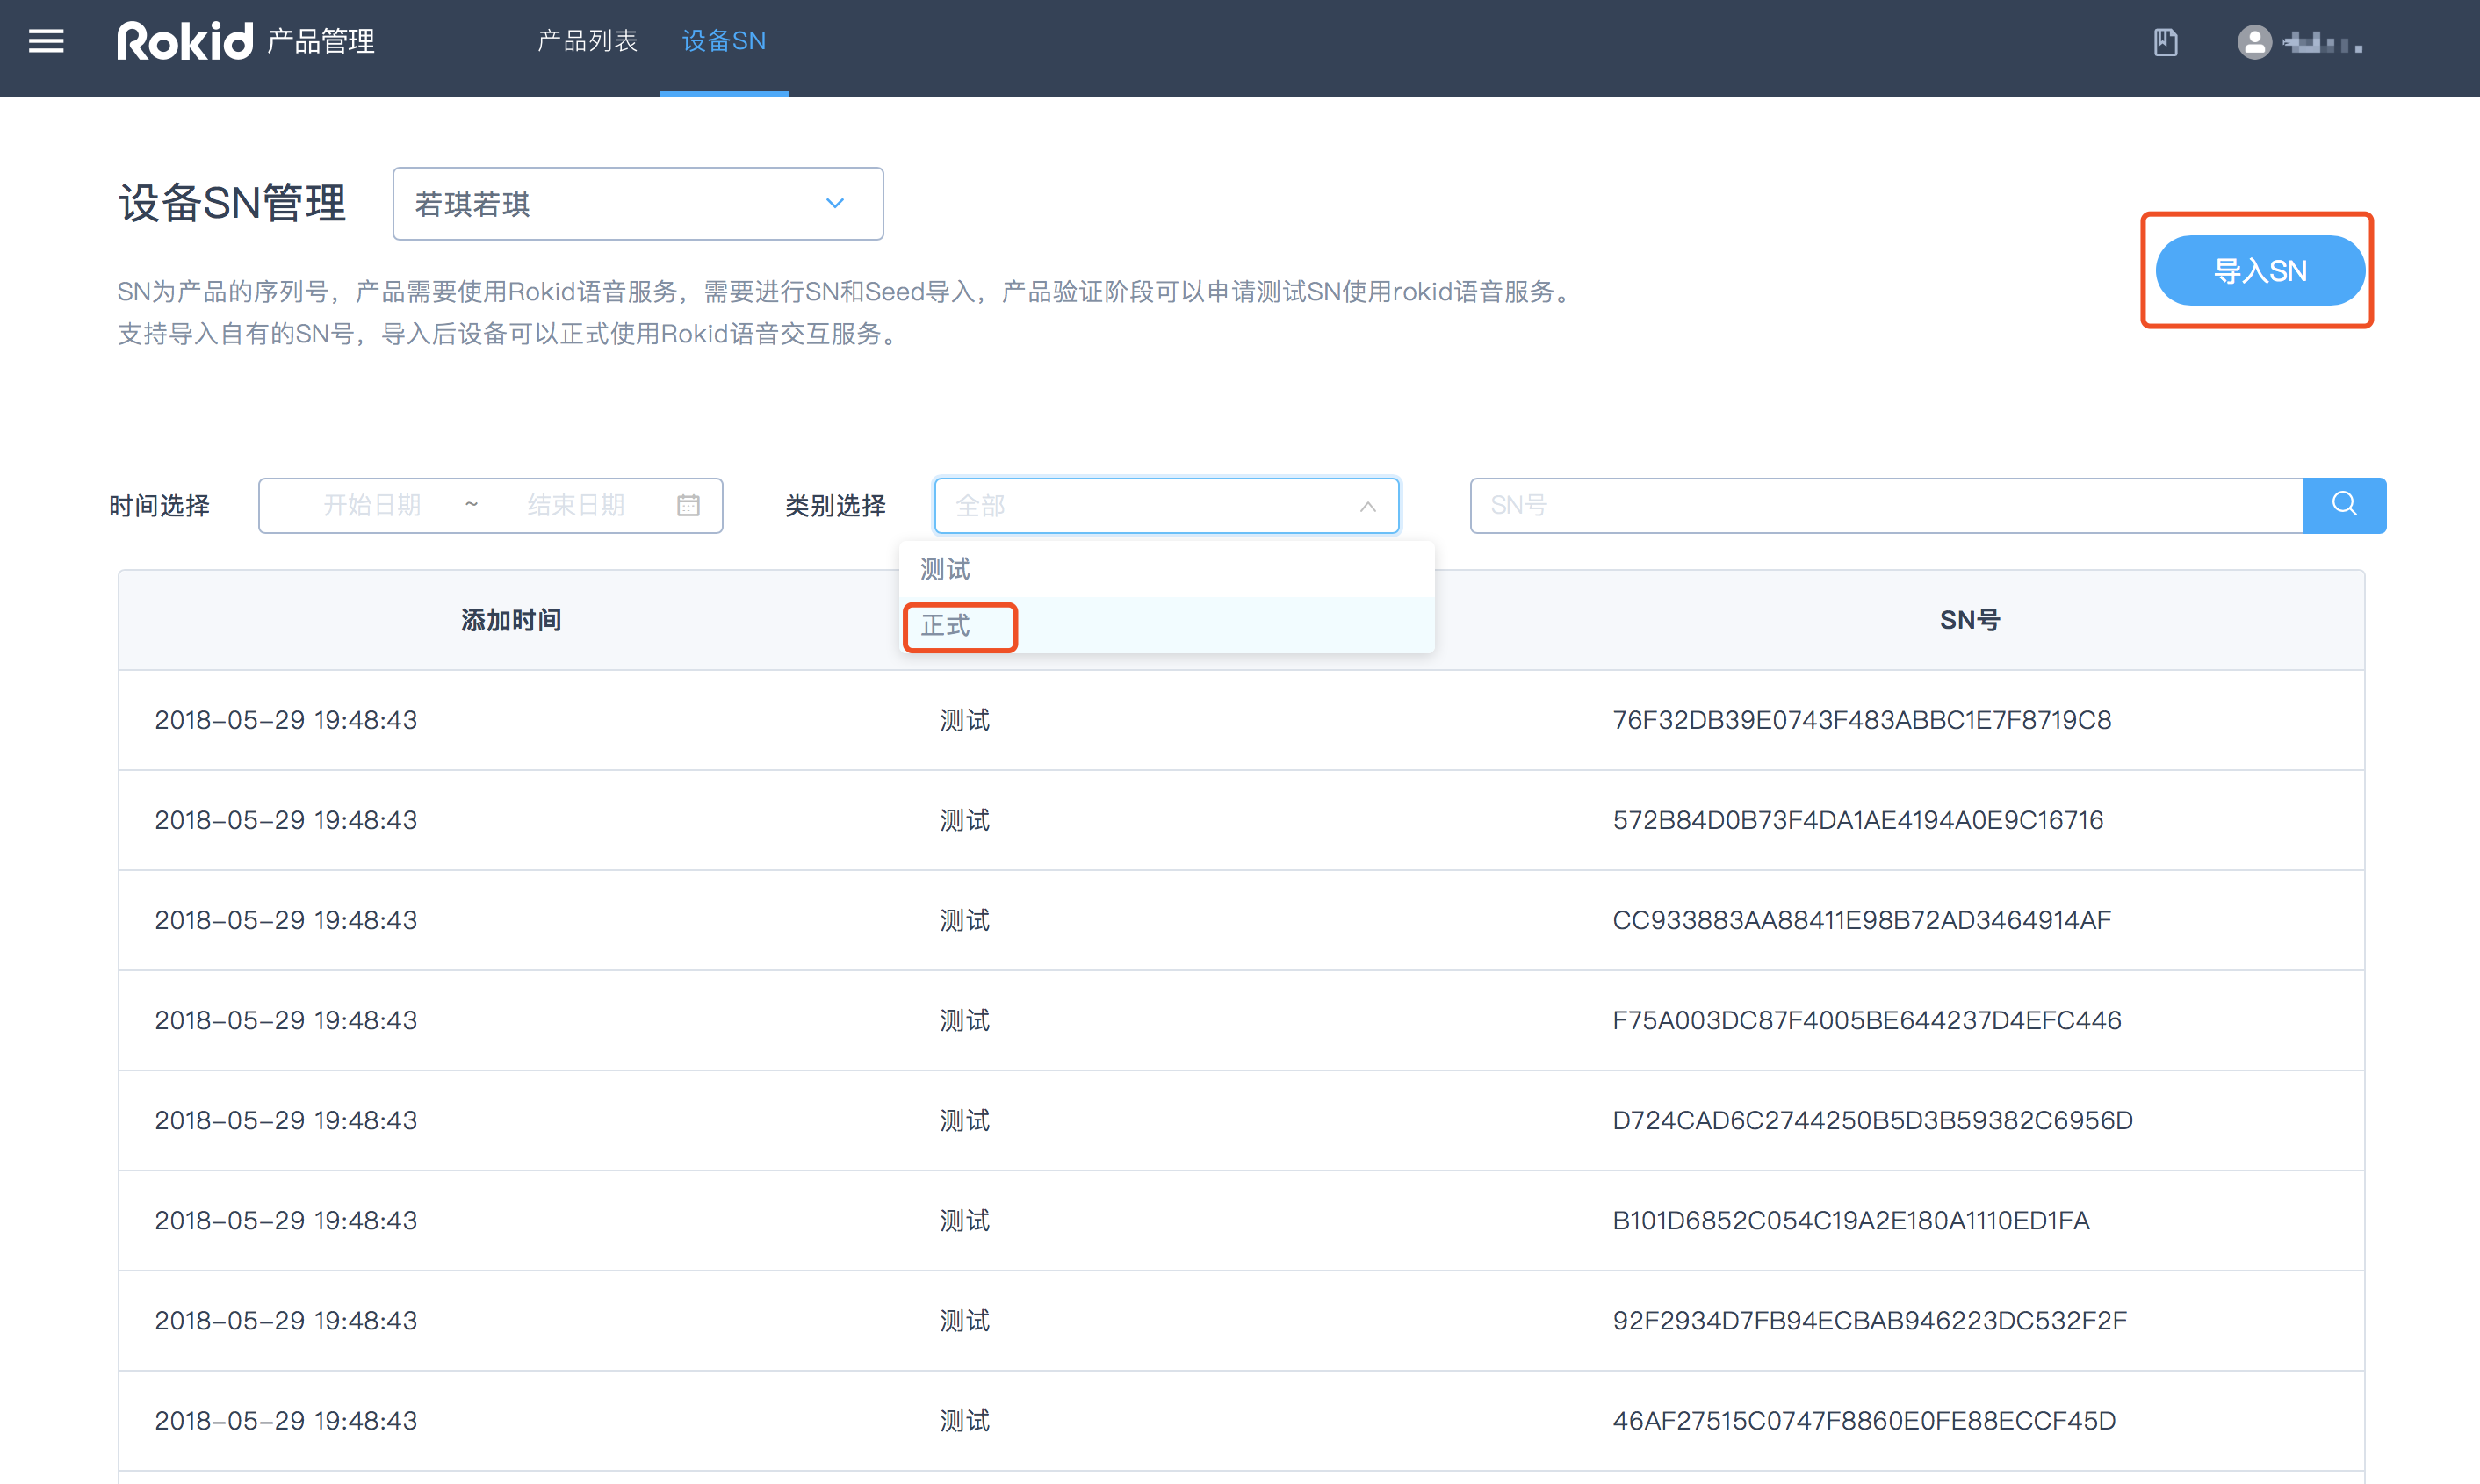 Rokid 产品管理 产品列表 设备SN
设备SN管理 若琪若琪
导入SN
SN为产品的序列号，产品需要使用Rokid语音服务，需要进行SN和Seed导入，产品验证阶段可以申请测试SN使用rokid语音服务。
支持导入自有的SN号，导入后设备可以正式使用Rokid语音交互服务。
时间选择 开始日期 ~ 结束日期 类别选择 全部 SN号
测试
正式
添加时间 SN号
2018-05-29 19:48:43 测试 76F32DB39E0743F483ABBC1E7F8719C8
2018-05-29 19:48:43 测试 572B84D0B73F4DA1AE4194A0E9C16716
2018-05-29 19:48:43 测试 CC933883AA88411E98B72AD3464914AF
2018-05-29 19:48:43 测试 F75A003DC87F4005BE644237D4EFC446
2018-05-29 19:48:43 测试 D724CAD6C2744250B5D3B59382C6956D
2018-05-29 19:48:43 测试 B101D6852C054C19A2E180A1110ED1FA
2018-05-29 19:48:43 测试 92F2934D7FB94ECBAB946223DC532F2F
2018-05-29 19:48:43 测试 46AF27515C0747F8860E0FE88ECCF45D